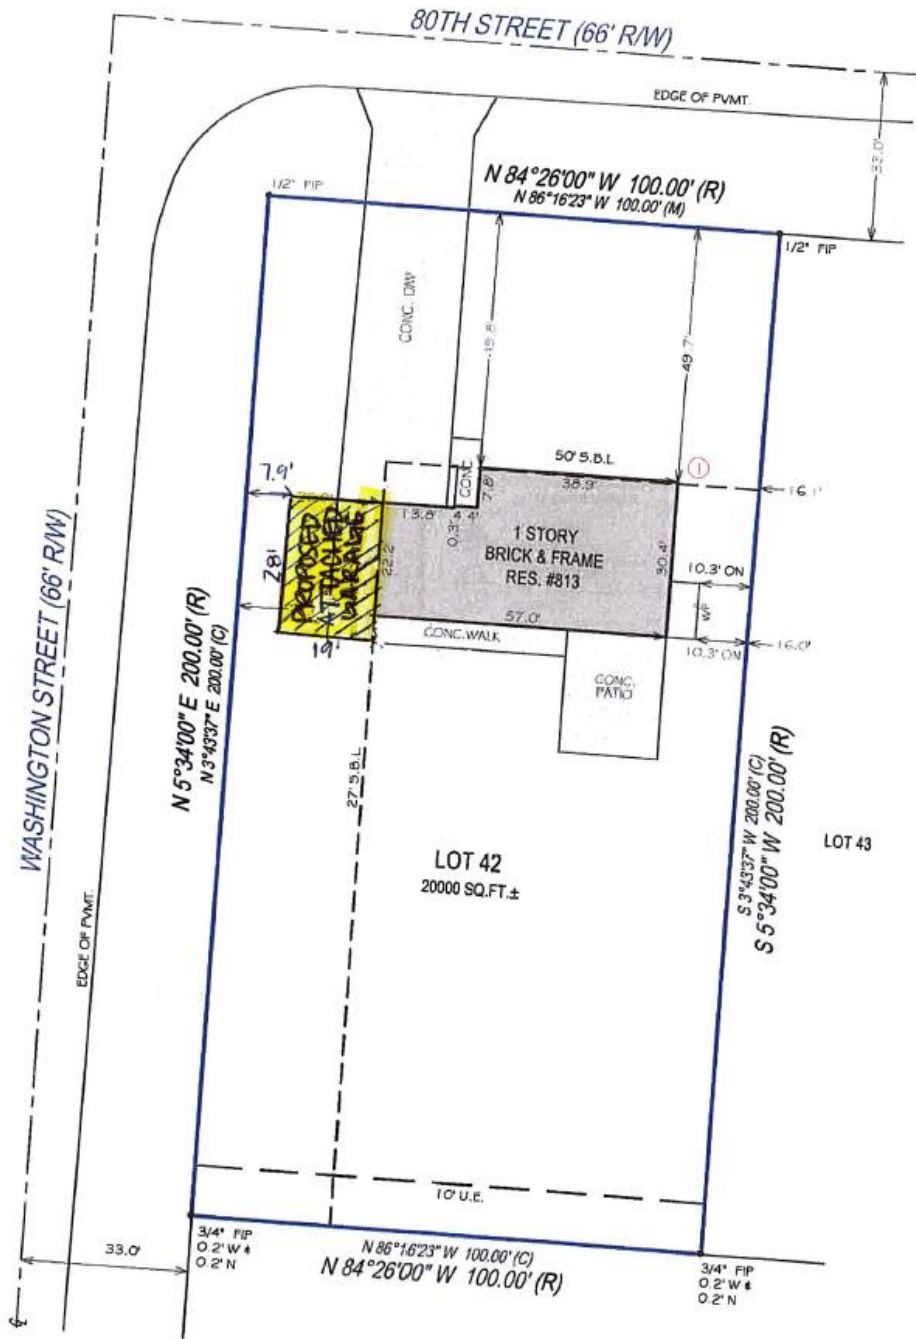 80TH STREET (66' R/W)
EDGE OF PVMT.
33.0'
1/2" FIP
N 84°26'00" W 100.00' (R)
N 86°16'23" W 100.00' (M)
1/2" FIP
CONC. DRIV
49.8'
49.7'
50' S.B.L.
38.9'
1
16.1'
7.9'
CONC
7.8'
13.8'
4.4'
0.3'
1 STORY
BRICK & FRAME
RES. #813
30.4'
10.3' ON
WF
PROPOSED
ATTACHED
GARAGE
28'
22.2'
57.0'
19'
CONC. WALK
CONC.
PATIO
10.3' ON
16.0'
WASHINGTON STREET (66' R/W)
N 5°34'00" E 200.00' (R)
N 3°43'37" E 200.00' (C)
27' S.B.L.
LOT 42
20000 SQ.FT.±
S 3°43'37" W 200.00' (C)
S 5°34'00" W 200.00' (R)
LOT 43
EDGE OF PVMT.
10' U.E.
33.0'
3/4" FIP
0.2' W &
0.2' N
N 86°16'23" W 100.00' (C)
N 84°26'00" W 100.00' (R)
3/4" FIP
0.2' W &
0.2' N